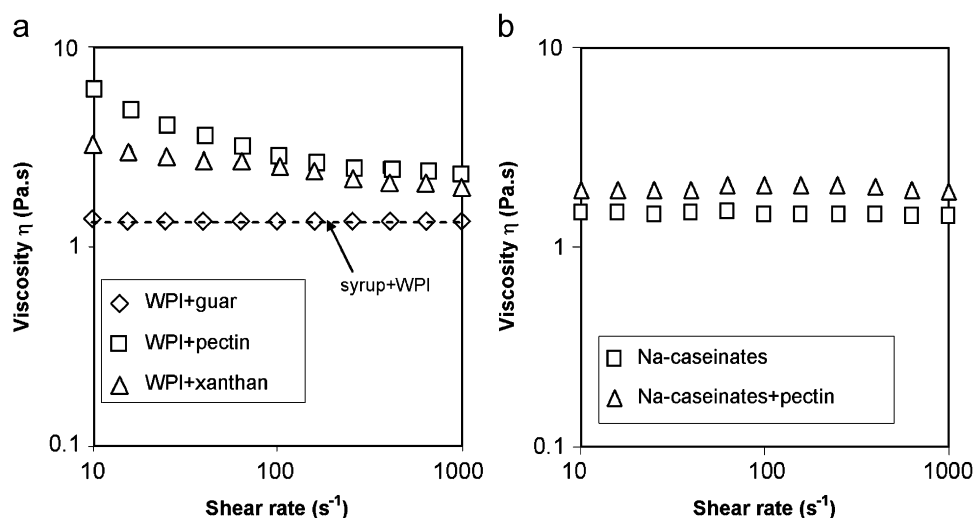 a
10
1
0.1
Viscosity η (Pa.s)
syrup+WPI
WPI+guar
WPI+pectin
WPI+xanthan
10
100
1000
Shear rate (s⁻¹)
b
10
1
0.1
Viscosity η (Pa.s)
Na-caseinates
Na-caseinates+pectin
10
100
1000
Shear rate (s⁻¹)